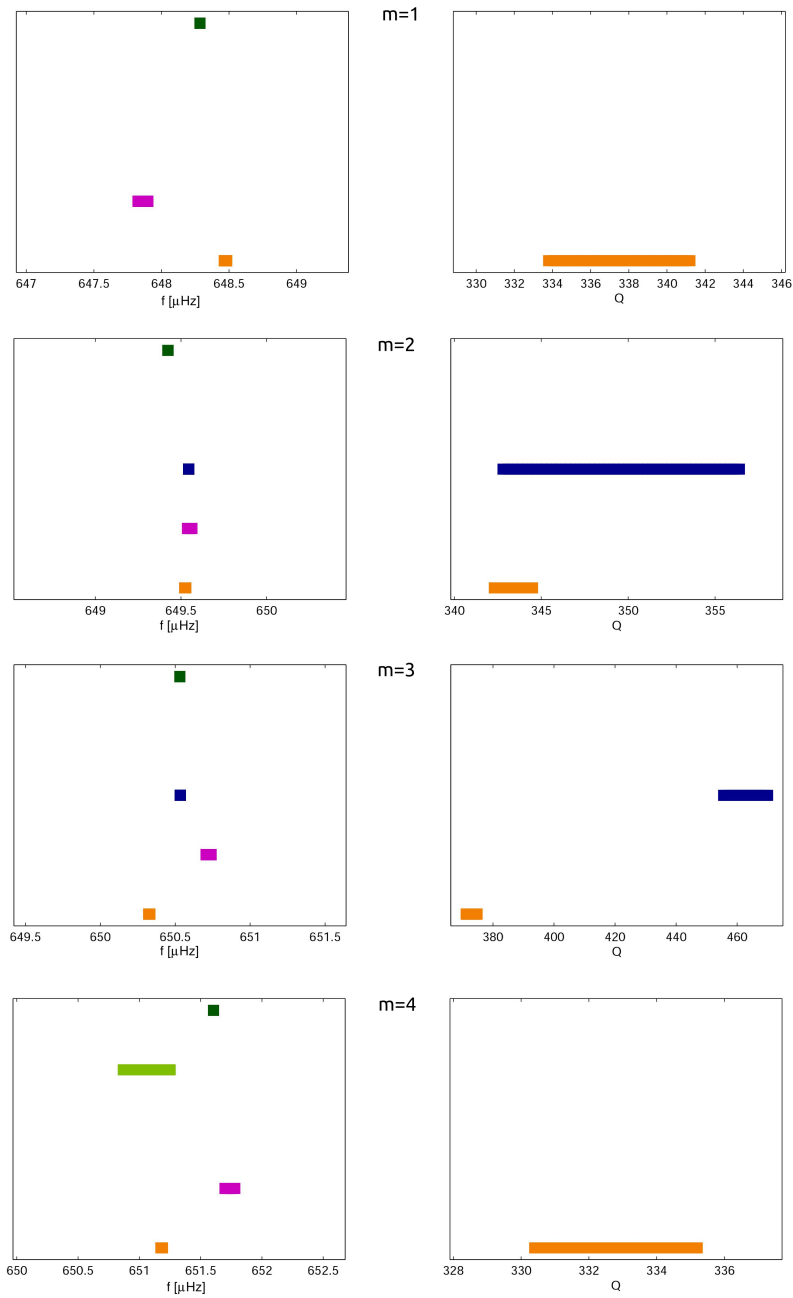 m=1
647 647.5 648 648.5 649
f [μHz]
330 332 334 336 338 340 342 344 346
Q
m=2
649 649.5 650
f [μHz]
340 345 350 355
Q
m=3
649.5 650 650.5 651 651.5
f [μHz]
380 400 420 440 460
Q
m=4
650 650.5 651 651.5 652 652.5
f [μHz]
328 330 332 334 336
Q